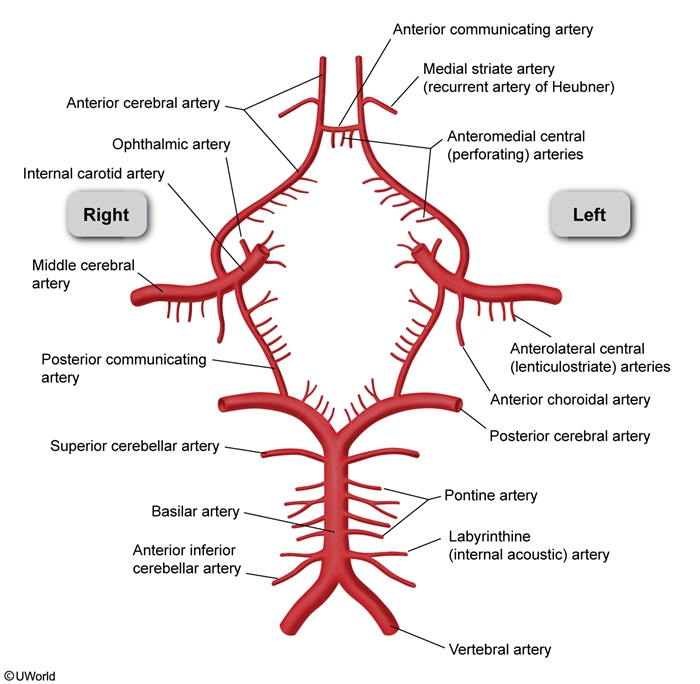 Anterior communicating artery
Medial striate artery
(recurrent artery of Heubner)
Anterior cerebral artery
Anteromedial central
(perforating) arteries
Ophthalmic artery
Internal carotid artery
Right
Left
Middle cerebral
artery
Anterolateral central
(lenticulostriate) arteries
Posterior communicating
artery
Anterior choroidal artery
Posterior cerebral artery
Superior cerebellar artery
Pontine artery
Basilar artery
Labyrinthine
(internal acoustic) artery
Anterior inferior
cerebellar artery
Vertebral artery
©UWorld